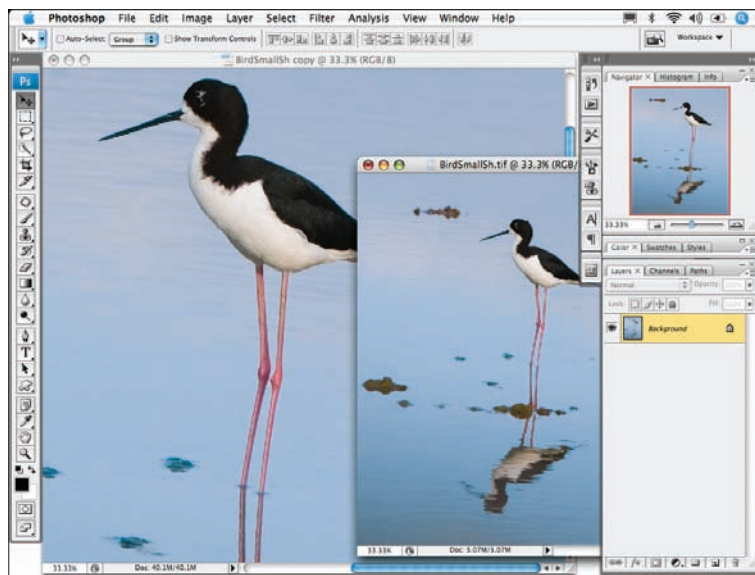 Photoshop File Edit Image Layer Select Filter Analysis View Window Help
Auto-Select: Group Show Transform Controls Workspace
BirdSmallSh copy @ 33.3% (RGB/8)
Ps
BirdSmallSh.tif @ 33.3% (RGB/
Navigator × Histogram Info
33.33%
Color × Swatches Styles
Layers × Channels Paths
Normal Opacity:
Lock: Fill:
Background
33.33% Doc: 40.1M/40.1M
33.33% Doc: 5.07M/5.07M